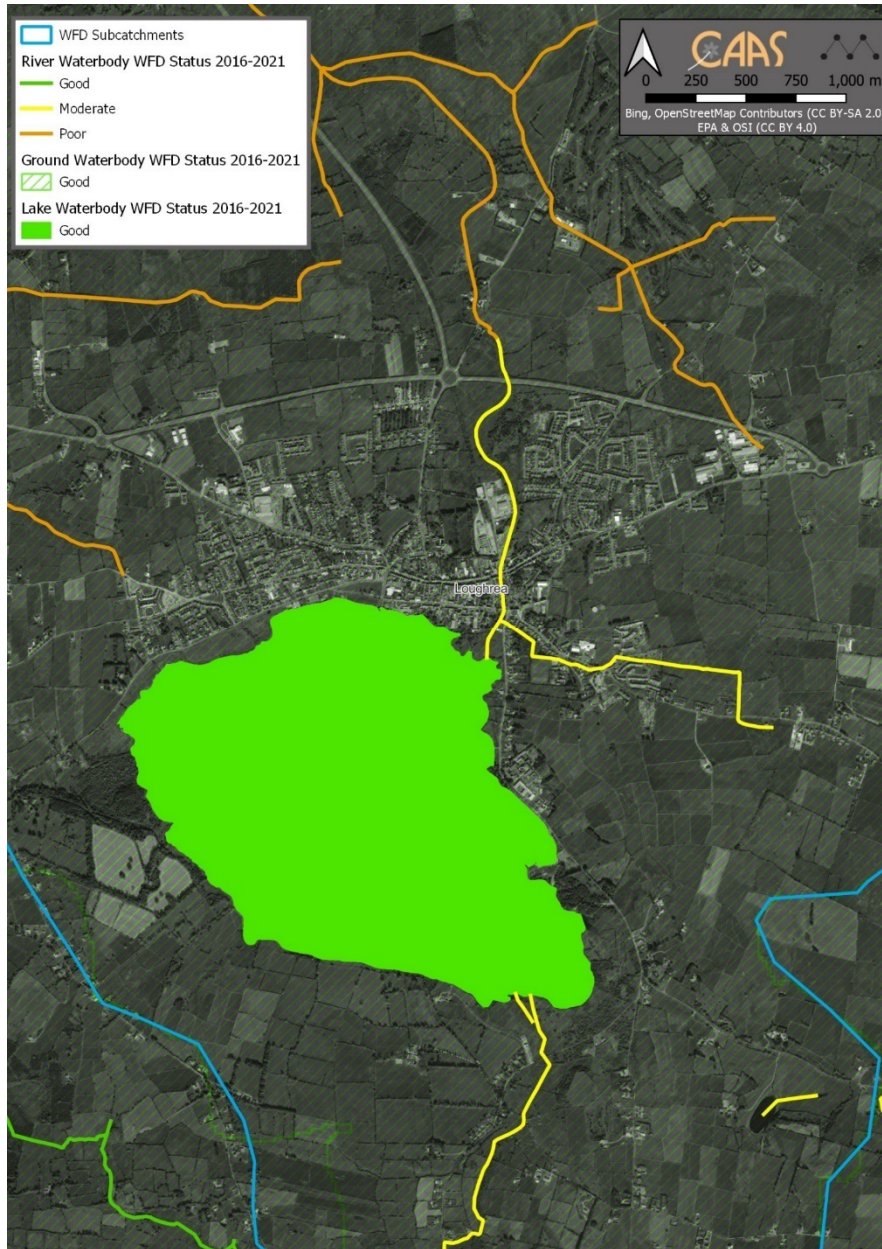 WFD Subcatchments
River Waterbody WFD Status 2016-2021
Good
Moderate
Poor
Ground Waterbody WFD Status 2016-2021
Good
Lake Waterbody WFD Status 2016-2021
Good
CAAS
0 250 500 750 1,000 m
Bing, OpenStreetMap Contributors (CC BY-SA 2.0)
EPA & OSI (CC BY 4.0)
Loughrea